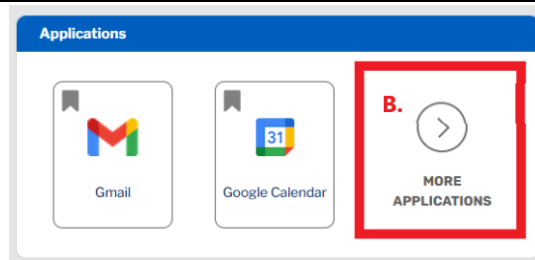 Applications
B.
31
Gmail
Google Calendar
MORE
APPLICATIONS